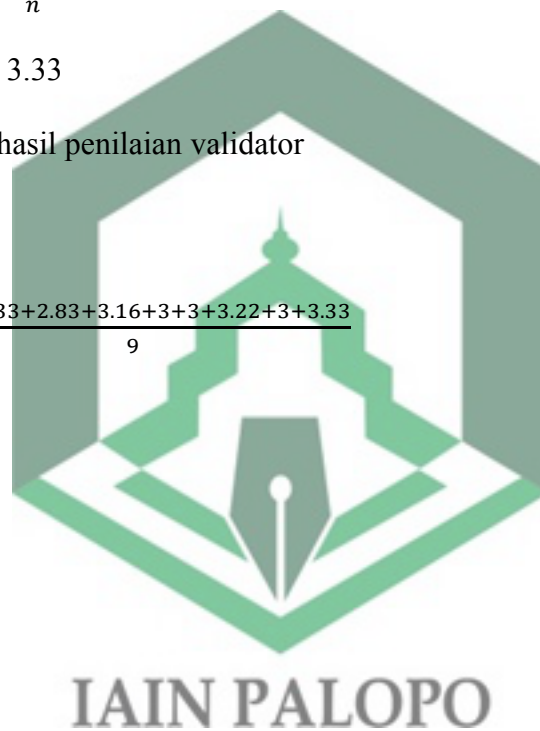 n
3.33
hasil penilaian validator
33+2.83+3.16+3+3+3.22+3+3.33
9
IAIN PALOPO